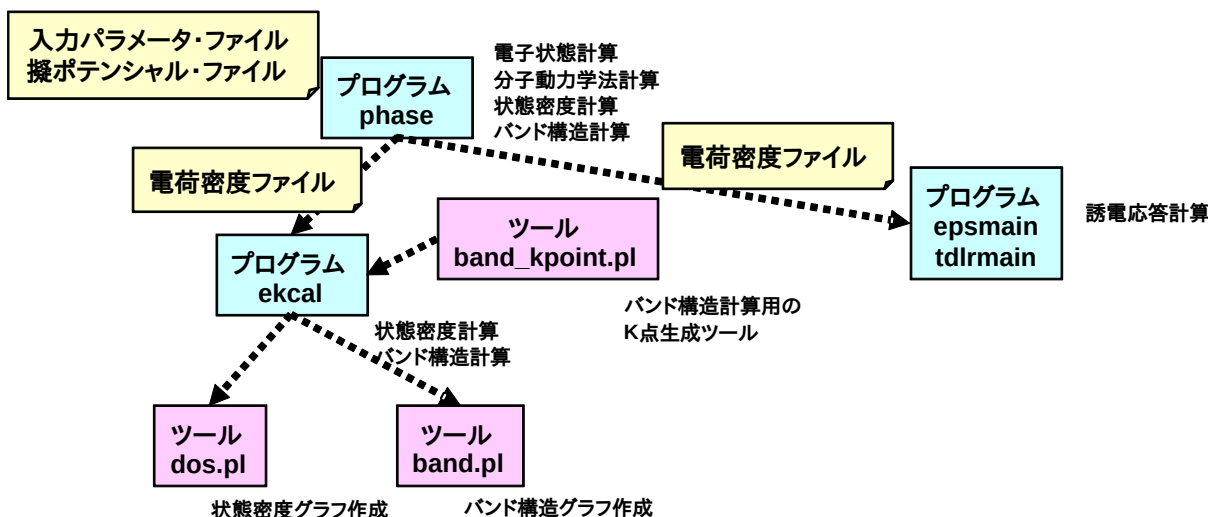 入力パラメータ・ファイル
擬ポテンシャル・ファイル
プログラム
phase
電子状態計算
分子動力学法計算
状態密度計算
バンド構造計算
電荷密度ファイル
電荷密度ファイル
プログラム
epsmain
tdlrmain
誘電応答計算
ツール
band_kpoint.pl
プログラム
ekcal
バンド構造計算用の
K点生成ツール
状態密度計算
バンド構造計算
ツール
dos.pl
ツール
band.pl
状態密度グラフ作成
バンド構造グラフ作成